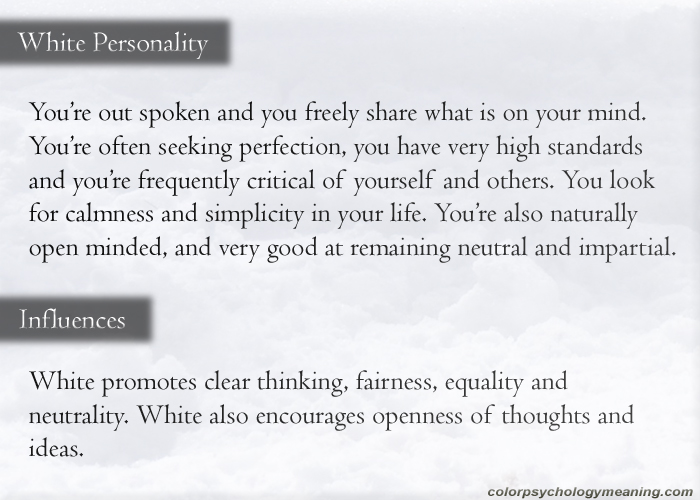 White Personality
You're out spoken and you freely share what is on your mind.
You're often seeking perfection, you have very high standards
and you're frequently critical of yourself and others. You look
for calmness and simplicity in your life. You're also naturally
open minded, and very good at remaining neutral and impartial.
Influences
White promotes clear thinking, fairness, equality and
neutrality. White also encourages openness of thoughts and
ideas.
colorpsychologymeaning.com